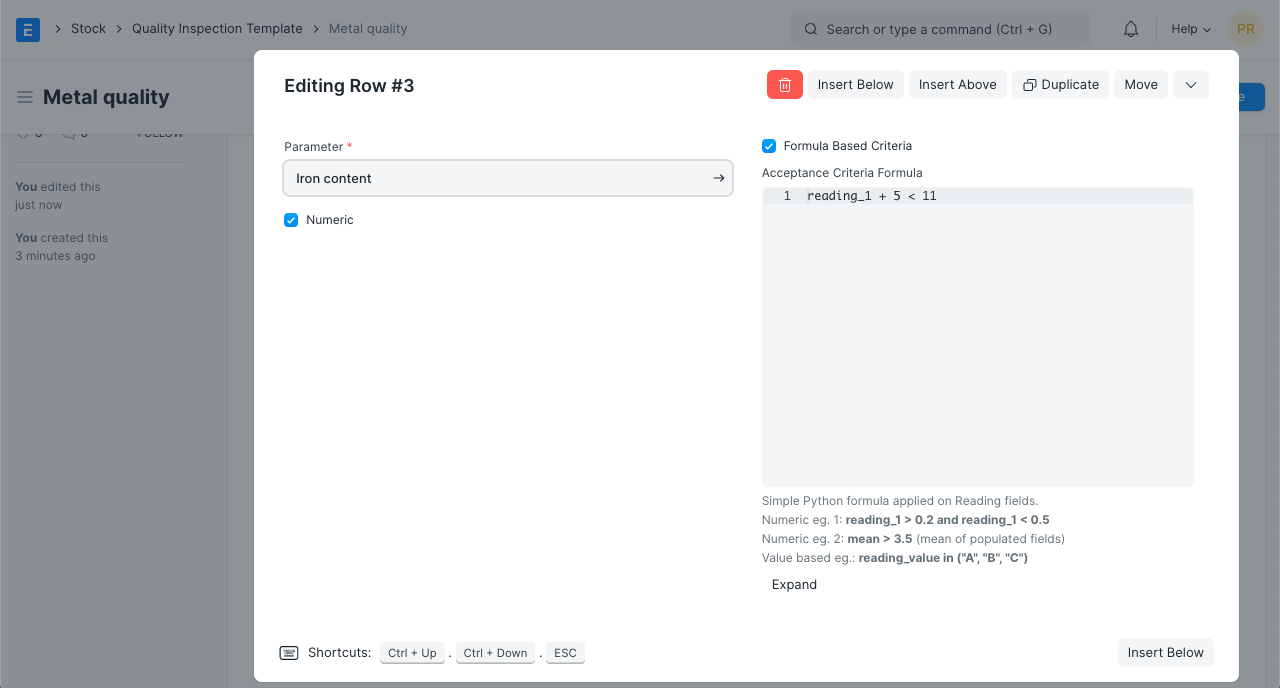 E
Stock
Quality Inspection Template
Metal quality
Search or type a command (Ctrl + G)
Help
PR
Metal quality
FOLLOW
You edited this
just now
You created this
3 minutes ago
Editing Row #3
Insert Below
Insert Above
Duplicate
Move
Parameter *
Iron content
Numeric
Formula Based Criteria
Acceptance Criteria Formula
1 reading_1 + 5 < 11
Simple Python formula applied on Reading fields.
Numeric eg. 1: reading_1 > 0.2 and reading_1 < 0.5
Numeric eg. 2: mean > 3.5 (mean of populated fields)
Value based eg.: reading_value in ("A", "B", "C")
Expand
Shortcuts: Ctrl + Up . Ctrl + Down . ESC
Insert Below